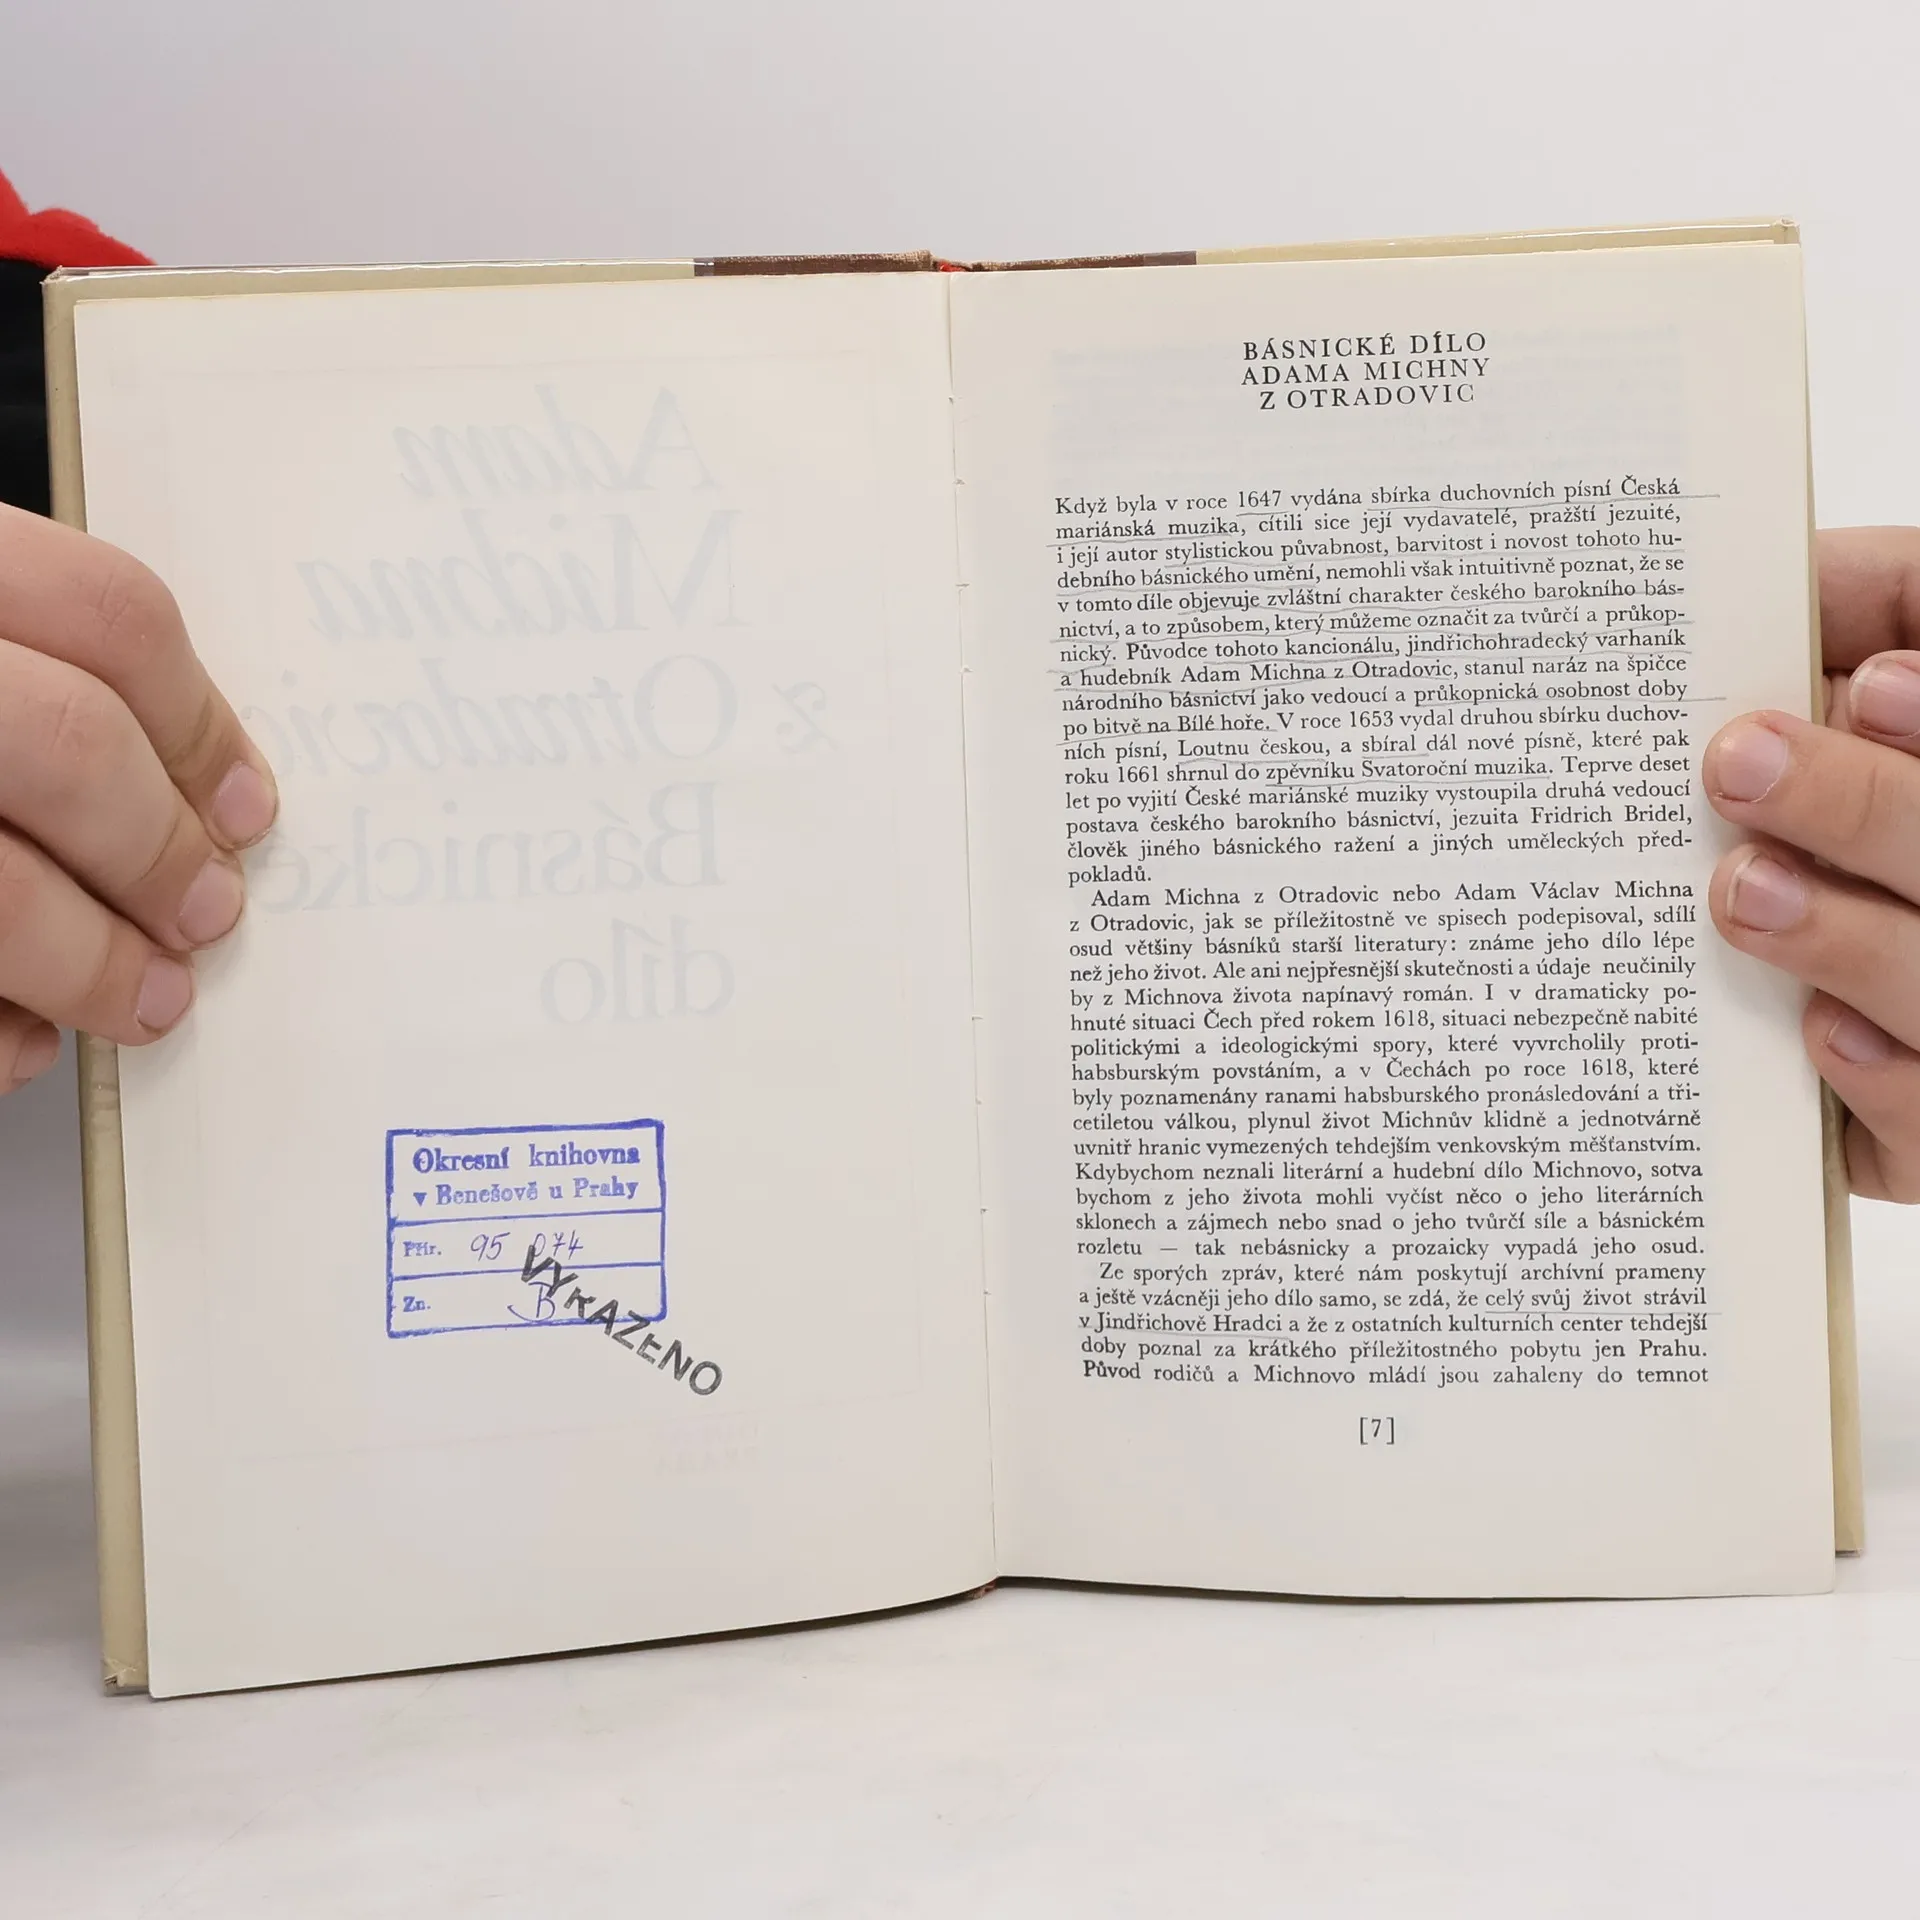 Adam
Michna
z Otradovic
Básnické
dílo
Okresní knihovna
v Benešově u Prahy
Přír. 95 074
Zn. B
VYKAZENO
BÁSNICKÉ DÍLO
ADAMA MICHNY
Z OTRADOVIC
Když byla v roce 1647 vydána sbírka duchovních písní Česká
mariánská muzika, cítili sice její vydavatelé, pražští jezuité,
i její autor stylistickou půvabnost, barvitost i novost tohoto hu-
debního básnického umění, nemohli však intuitivně poznat, že se
v tomto díle objevuje zvláštní charakter českého barokního bás-
nictví, a to způsobem, který můžeme označit za tvůrčí a průkop-
nický. Původce tohoto kancionálu, jindřichohradecký varhaník
a hudebník Adam Michna z Otradovic, stanul naráz na špičce
národního básnictví jako vedoucí a průkopnická osobnost doby
po bitvě na Bílé hoře. V roce 1653 vydal druhou sbírku duchov-
ních písní, Loutnu českou, a sbíral dál nové písně, které pak
roku 1661 shrnul do zpěvníku Svatoroční muzika. Teprve deset
let po vyjití České mariánské muziky vystoupila druhá vedoucí
postava českého barokního básnictví, jezuita Fridrich Bridel,
člověk jiného básnického ražení a jiných uměleckých před-
pokladů.
Adam Michna z Otradovic nebo Adam Václav Michna
z Otradovic, jak se příležitostně ve spisech podepisoval, sdílí
osud většiny básníků starší literatury: známe jeho dílo lépe
než jeho život. Ale ani nejpřesnější skutečnosti a údaje neučinily
by z Michnova života napínavý román. I v dramaticky po-
hnuté situaci Čech před rokem 1618, situaci nebezpečně nabité
politickými a ideologickými spory, které vyvrcholily proti-
habsburským povstáním, a v Čechách po roce 1618, které
byly poznamenány ranami habsburského pronásledování a tři-
cetiletou válkou, plynul život Michnův klidně a jednotvárně
uvnitř hranic vymezených tehdejším venkovským měšťanstvím.
Kdybychom neznali literární a hudební dílo Michnovo, sotva
bychom z jeho života mohli vyčíst něco o jeho literárních
sklonech a zájmech nebo snad o jeho tvůrčí síle a básnickém
rozletu — tak nebásnicky a prozaicky vypadá jeho osud.
Ze sporých zpráv, které nám poskytují archívní prameny
a ještě vzácněji jeho dílo samo, se zdá, že celý svůj život strávil
v Jindřichově Hradci a že z ostatních kulturních center tehdejší
doby poznal za krátkého příležitostného pobytu jen Prahu.
Původ rodičů a Michnovo mládí jsou zahaleny do temnot
[7]